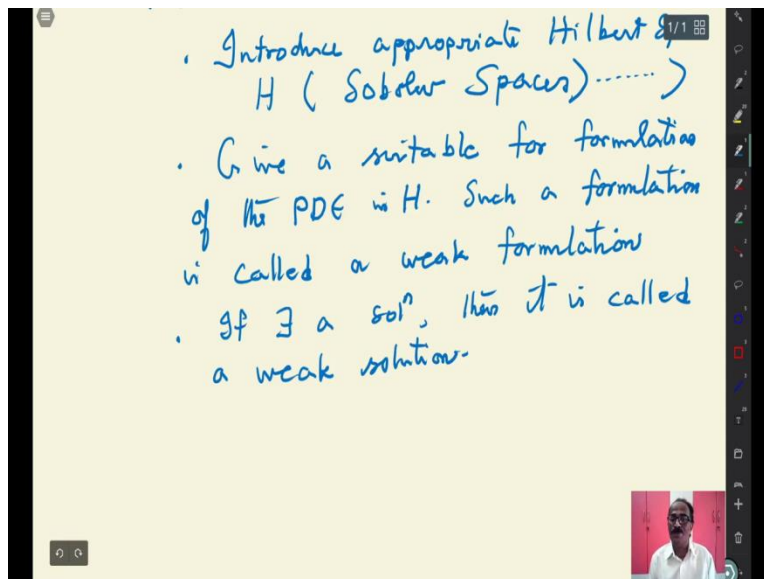 1/1
. Introduce appropriate Hilbert
H ( Sobolev Spaces) ....... )
. Give a suitable for formulation
of the PDE in H. Such a formulation
is called a weak formulation
. If ∃ a solⁿ, then it is called
a weak solution.